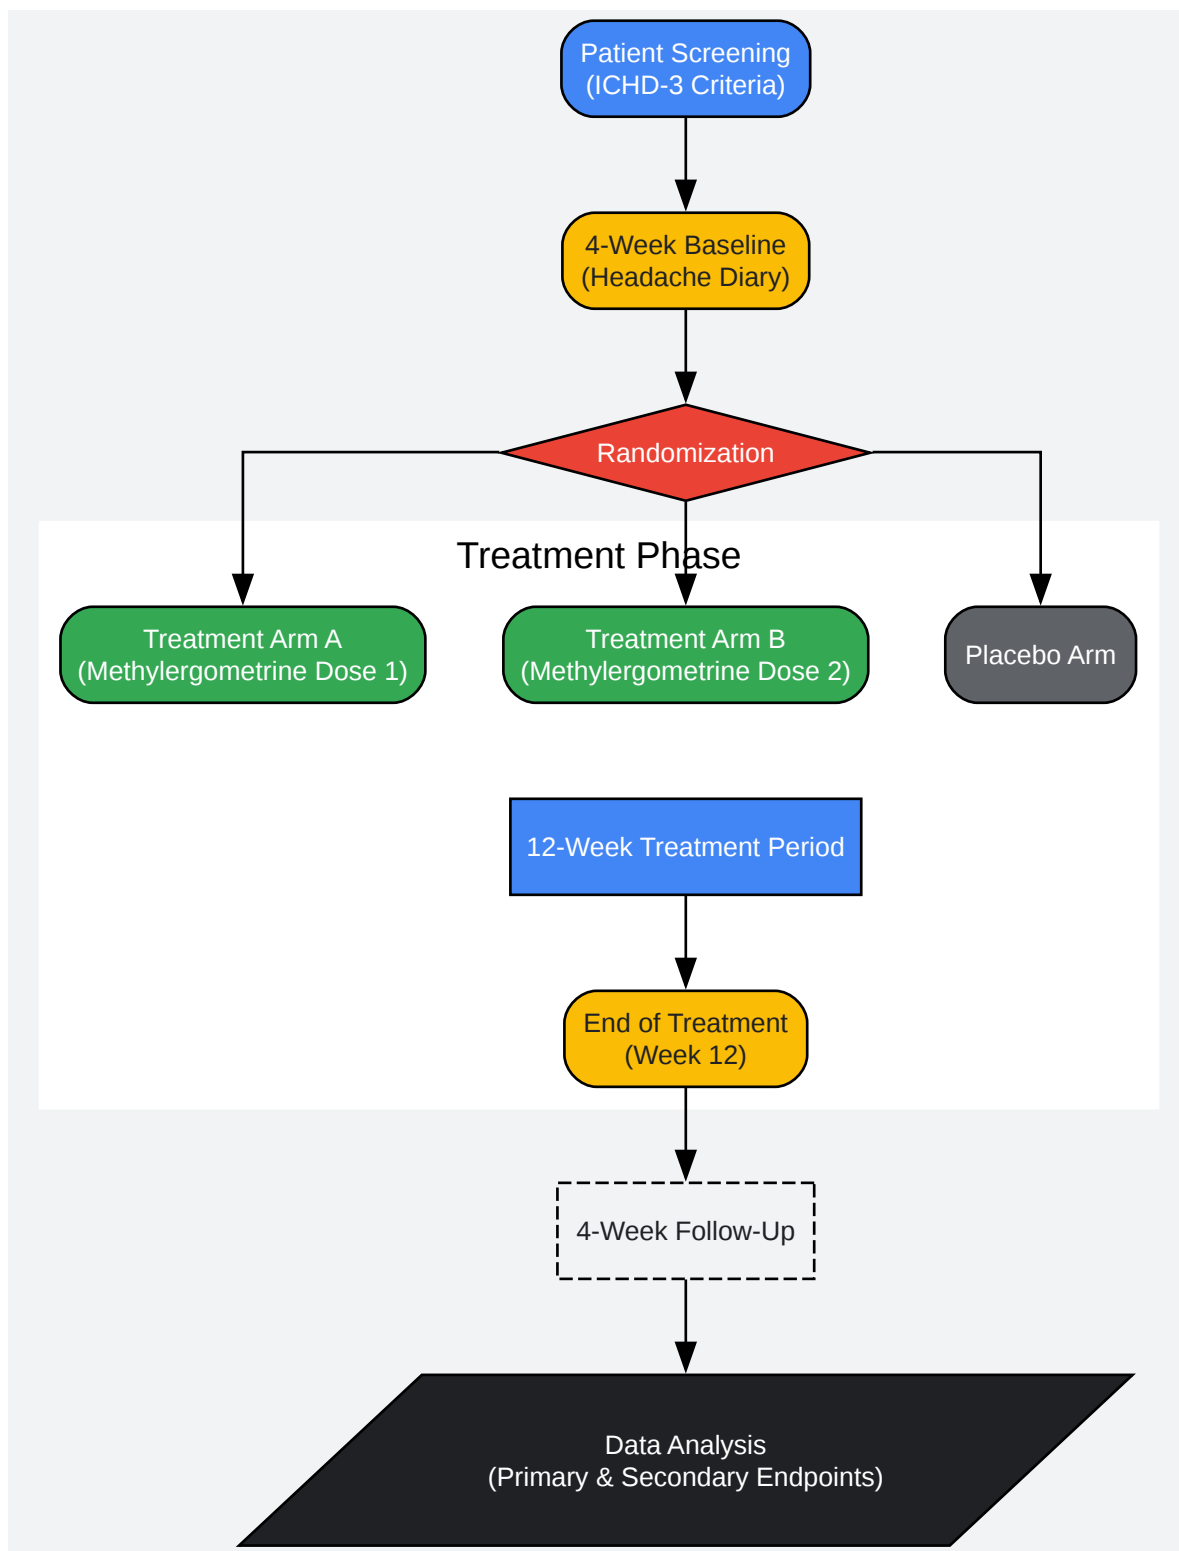 Patient Screening
(ICHD-3 Criteria)
4-Week Baseline
(Headache Diary)
Randomization
Treatment Phase
Treatment Arm A
(Methylergometrine Dose 1)
Treatment Arm B
(Methylergometrine Dose 2)
Placebo Arm
12-Week Treatment Period
End of Treatment
(Week 12)
4-Week Follow-Up
Data Analysis
(Primary & Secondary Endpoints)